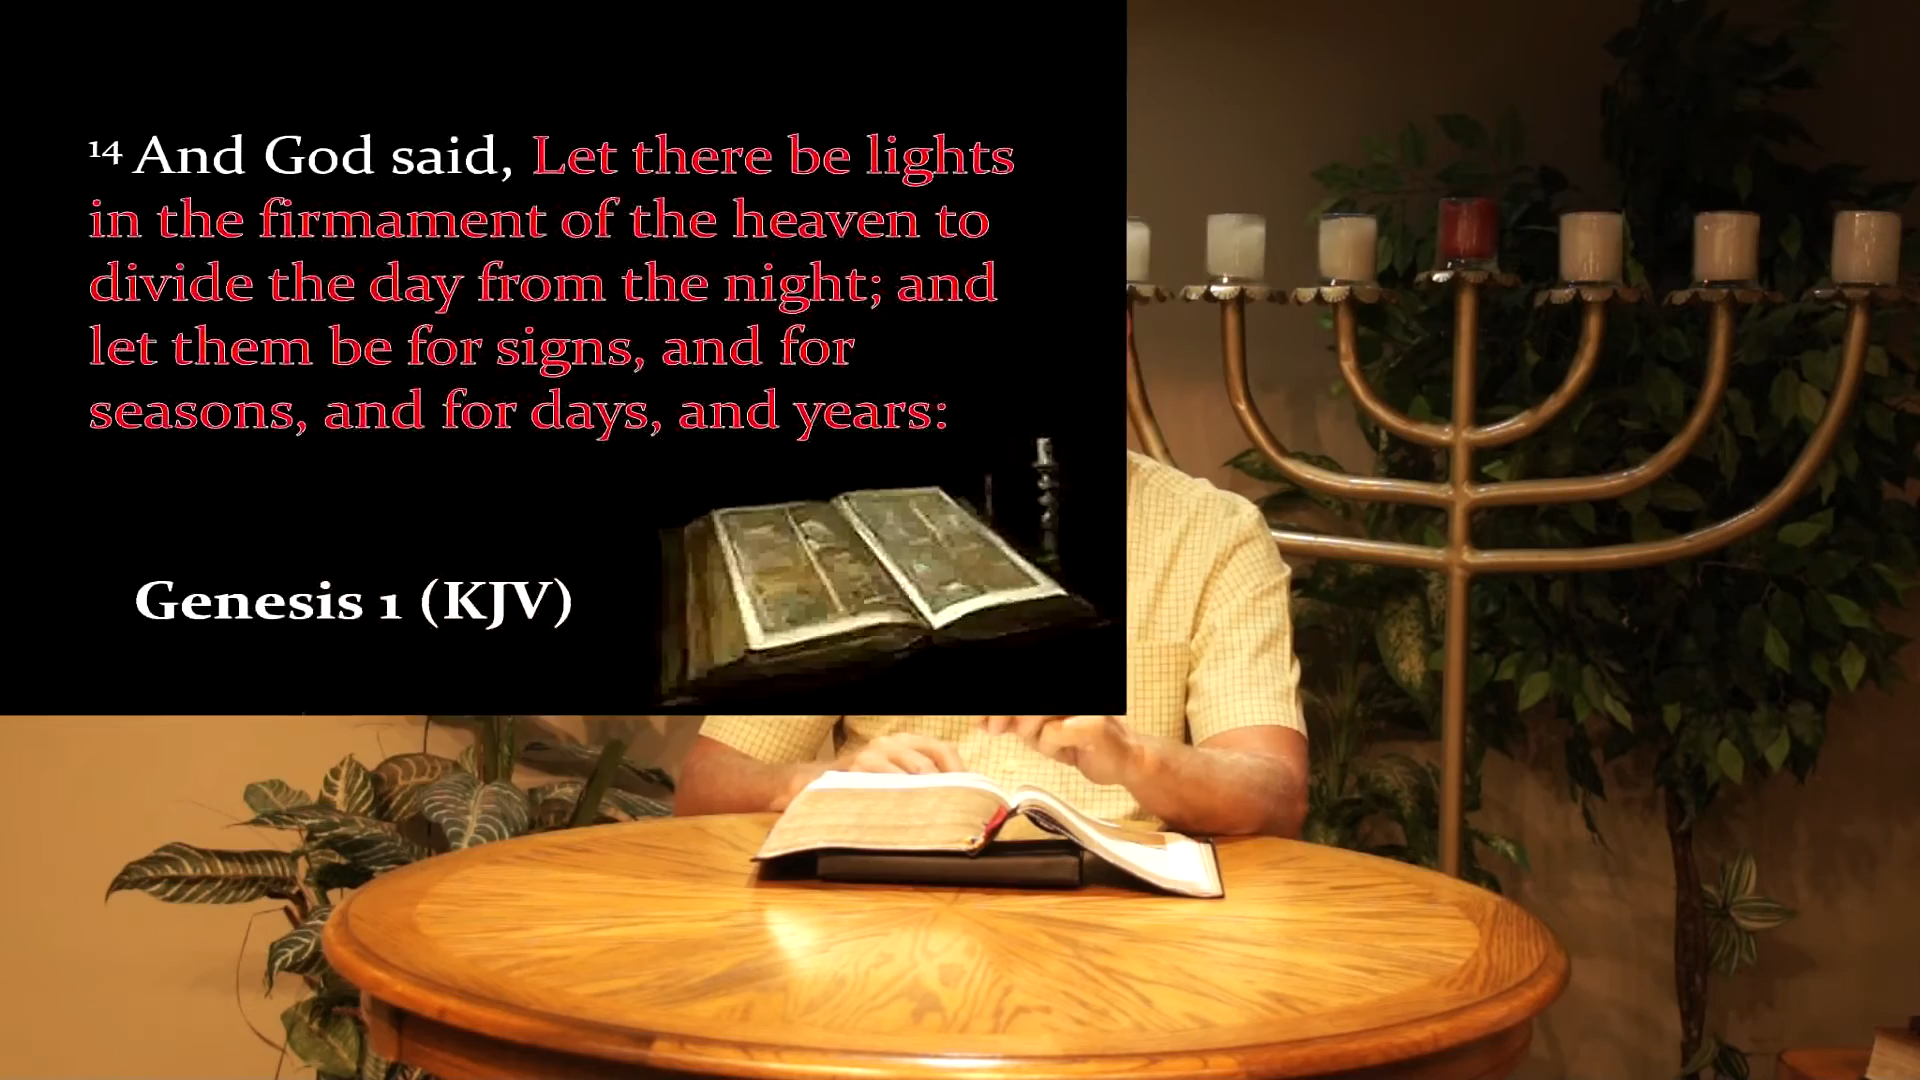 14 And God said, Let there be lights
in the firmament of the heaven to
divide the day from the night; and
let them be for signs, and for
seasons, and for days, and years:
Genesis 1 (KJV)